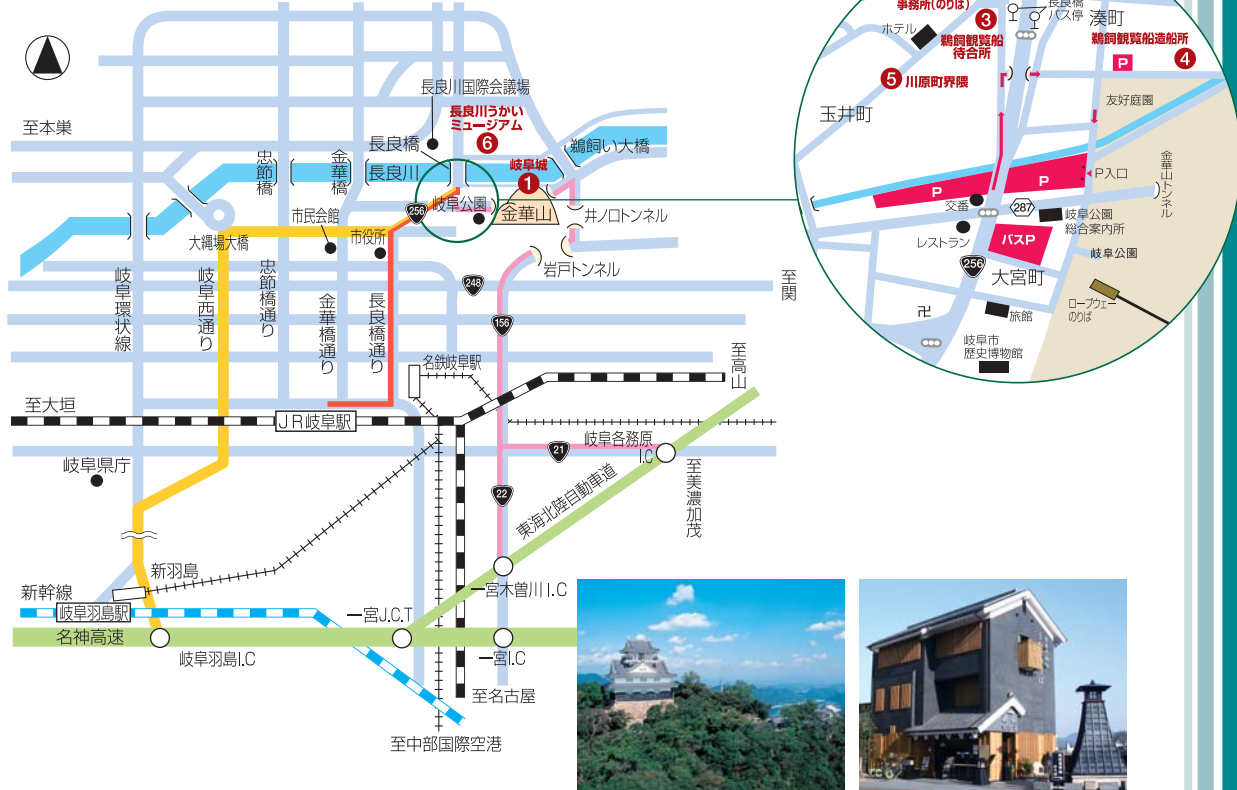 事務所(のりば)
長良橋
バス停
湊町
ホテル
3
鵜飼観覧船
待合所
鵜飼観覧船造船所
P
4
5
川原町界隈
玉井町
友好庭園
金華山トンネル
P
P
P入口
交番
287
岐阜公園
総合案内所
レストラン
バスP
256
大宮町
岐阜公園
ロープウェー
のりば
卍
旅館
岐阜市
歴史博物館
長良川国際会議場
長良川うかい
ミュージアム
6
至本巣
忠節橋
金華橋
長良橋
長良川
鵜飼い大橋
岐阜城
1
256
岐阜公園
金華山
井ノ口トンネル
市民会館
市役所
大縄場大橋
岩戸トンネル
至関
248
156
岐阜環状線
岐阜西通り
忠節橋通り
金華橋通り
長良橋通り
名鉄岐阜駅
至高山
至大垣
JR岐阜駅
岐阜各務原
I.C
21
岐阜県庁
22
東海北陸自動車道
至美濃加茂
新羽島
新幹線
岐阜羽島駅
一宮木曽川I.C
一宮J.C.T
名神高速
岐阜羽島I.C
一宮I.C
至名古屋
至中部国際空港